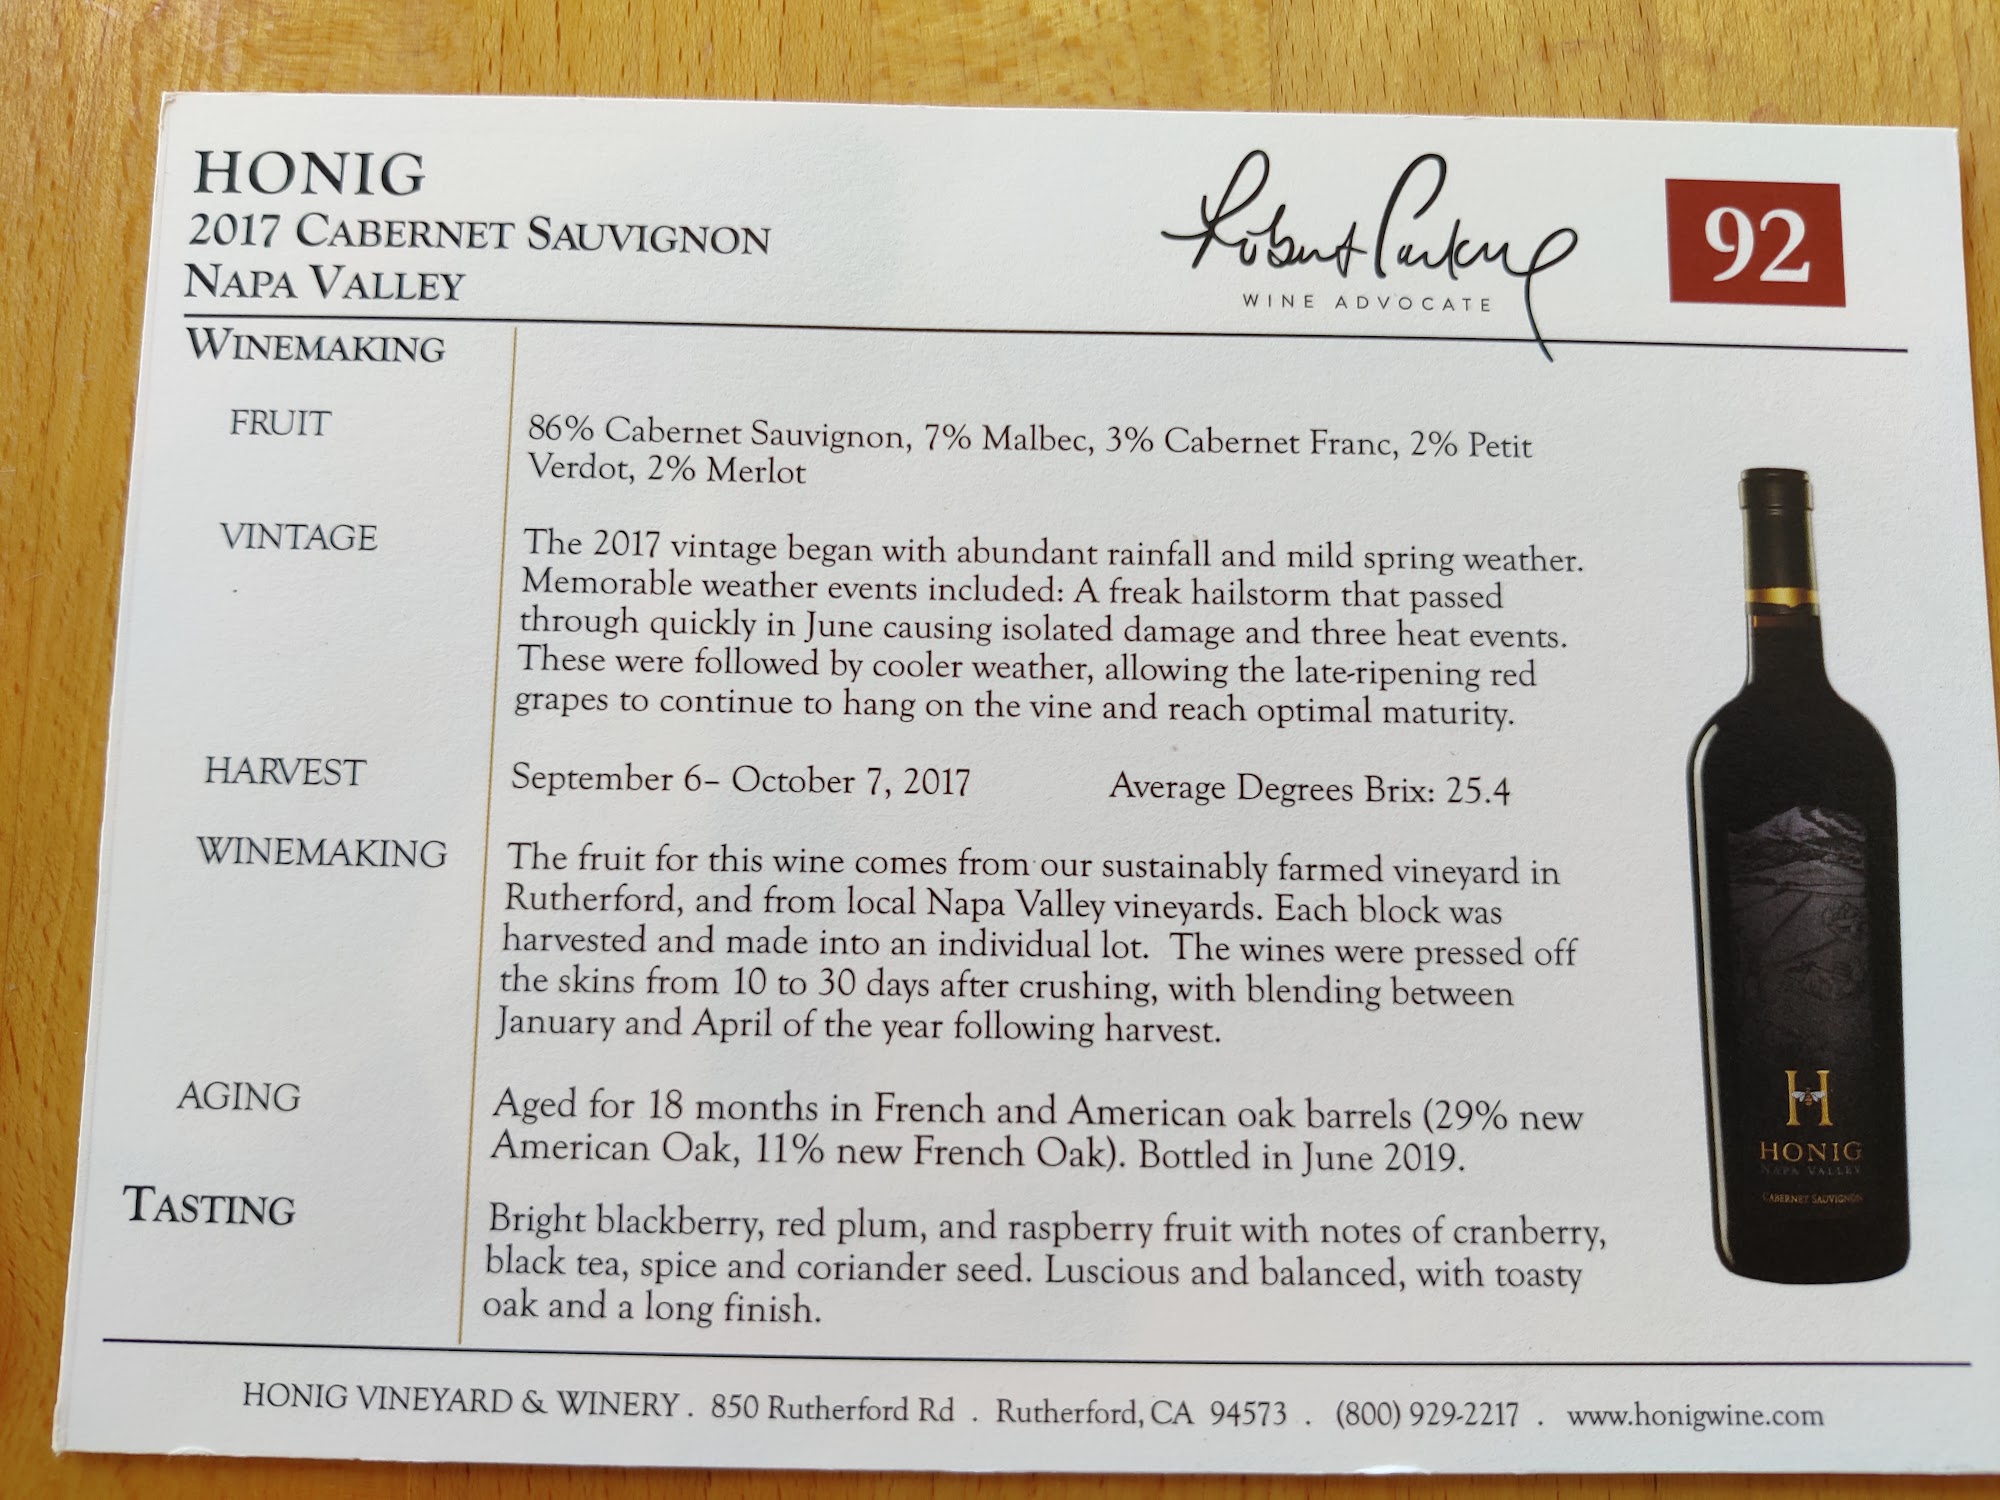 HONIG
2017 CABERNET SAUVIGNON
NAPA VALLEY
Robert Parker
WINE ADVOCATE
92
WINEMAKING
FRUIT
86% Cabernet Sauvignon, 7% Malbec, 3% Cabernet Franc, 2% Petit
Verdot, 2% Merlot
VINTAGE
The 2017 vintage began with abundant rainfall and mild spring weather.
Memorable weather events included: A freak hailstorm that passed
through quickly in June causing isolated damage and three heat events.
These were followed by cooler weather, allowing the late-ripening red
grapes to continue to hang on the vine and reach optimal maturity.
HARVEST
September 6– October 7, 2017 Average Degrees Brix: 25.4
WINEMAKING
The fruit for this wine comes from our sustainably farmed vineyard in
Rutherford, and from local Napa Valley vineyards. Each block was
harvested and made into an individual lot. The wines were pressed off
the skins from 10 to 30 days after crushing, with blending between
January and April of the year following harvest.
AGING
Aged for 18 months in French and American oak barrels (29% new
American Oak, 11% new French Oak). Bottled in June 2019.
TASTING
Bright blackberry, red plum, and raspberry fruit with notes of cranberry,
black tea, spice and coriander seed. Luscious and balanced, with toasty
oak and a long finish.
H
HONIG
NAPA VALLEY
CABERNET SAUVIGNON
HONIG VINEYARD & WINERY . 850 Rutherford Rd . Rutherford, CA 94573 . (800) 929-2217 . www.honigwine.com